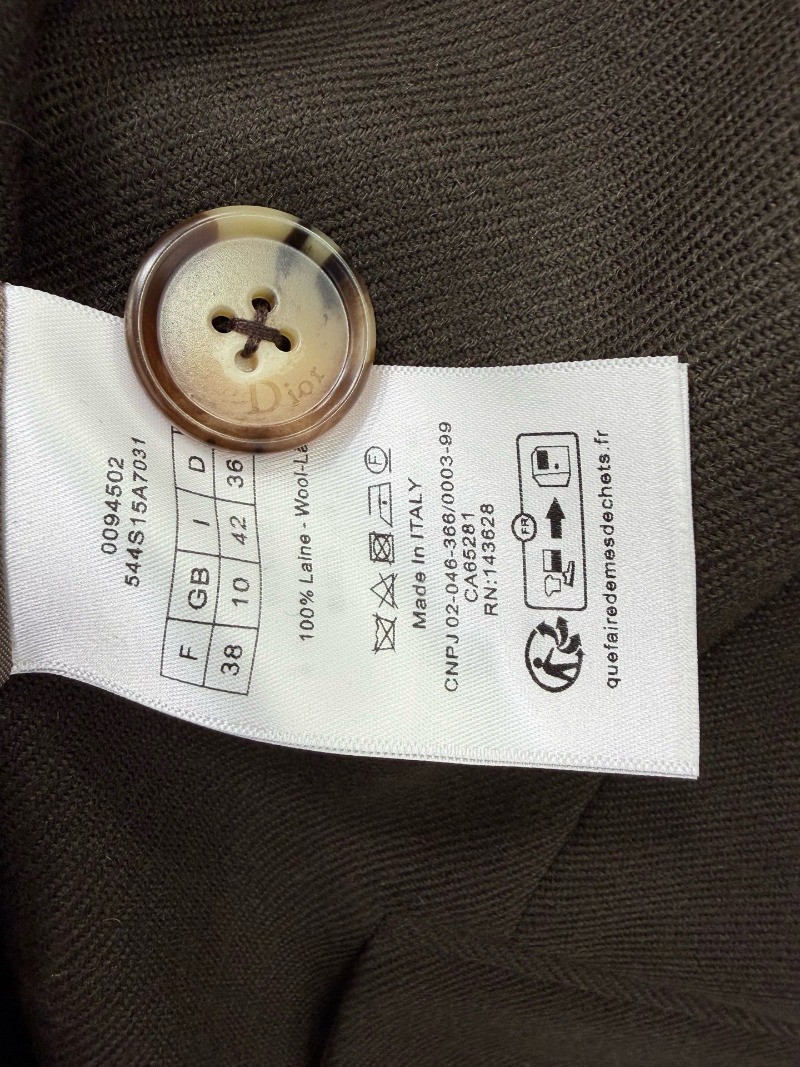 Dior
0094502
544S15A7031
F GB I D
38 10 42 36
100% Laine - Wool-La
F
Made In ITALY
CNPJ 02-046-366/0003-99
CA65281
RN:143628
FR
quefairedemesdechets.fr